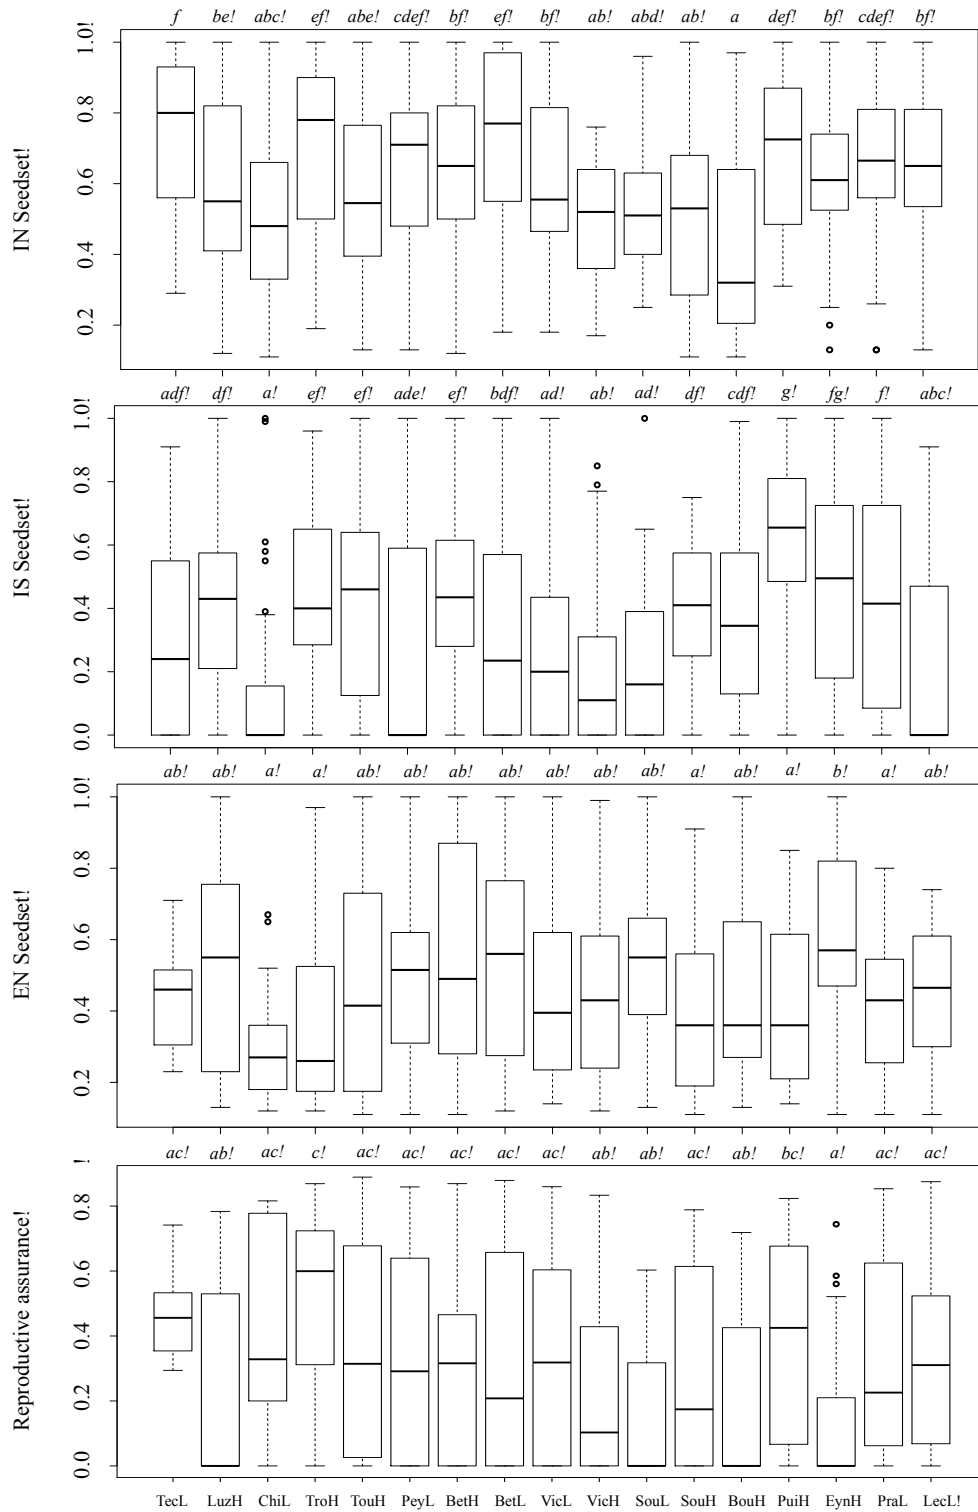 f be! abc! ef! abe! cdef! bf! ef! bf! ab! abd! ab! a def! bf! cdef! bf!
IN Seedset!
1.0!
0.8
0.6
0.4
0.2
adf! df! a! ef! ef! ade! ef! bdf! ad! ab! ad! df! cdf! g! fg! f! abc!
IS Seedset!
1.0!
0.8
0.6
0.4
0.2
0.0
ab! ab! a! a! ab! ab! ab! ab! ab! ab! ab! a! ab! a! b! a! ab!
EN Seedset!
1.0!
0.8
0.6
0.4
0.2
! ac! ab! ac! c! ac! ac! ac! ac! ac! ab! ab! ac! ab! bc! a! ac! ac!
Reproductive assurance!
0.8
0.6
0.4
0.2
0.0
TecL LuzH ChiL TroH TouH PeyL BetH BetL VicL VicH SouL SouH BouH PuiH EynH PraL LecL!